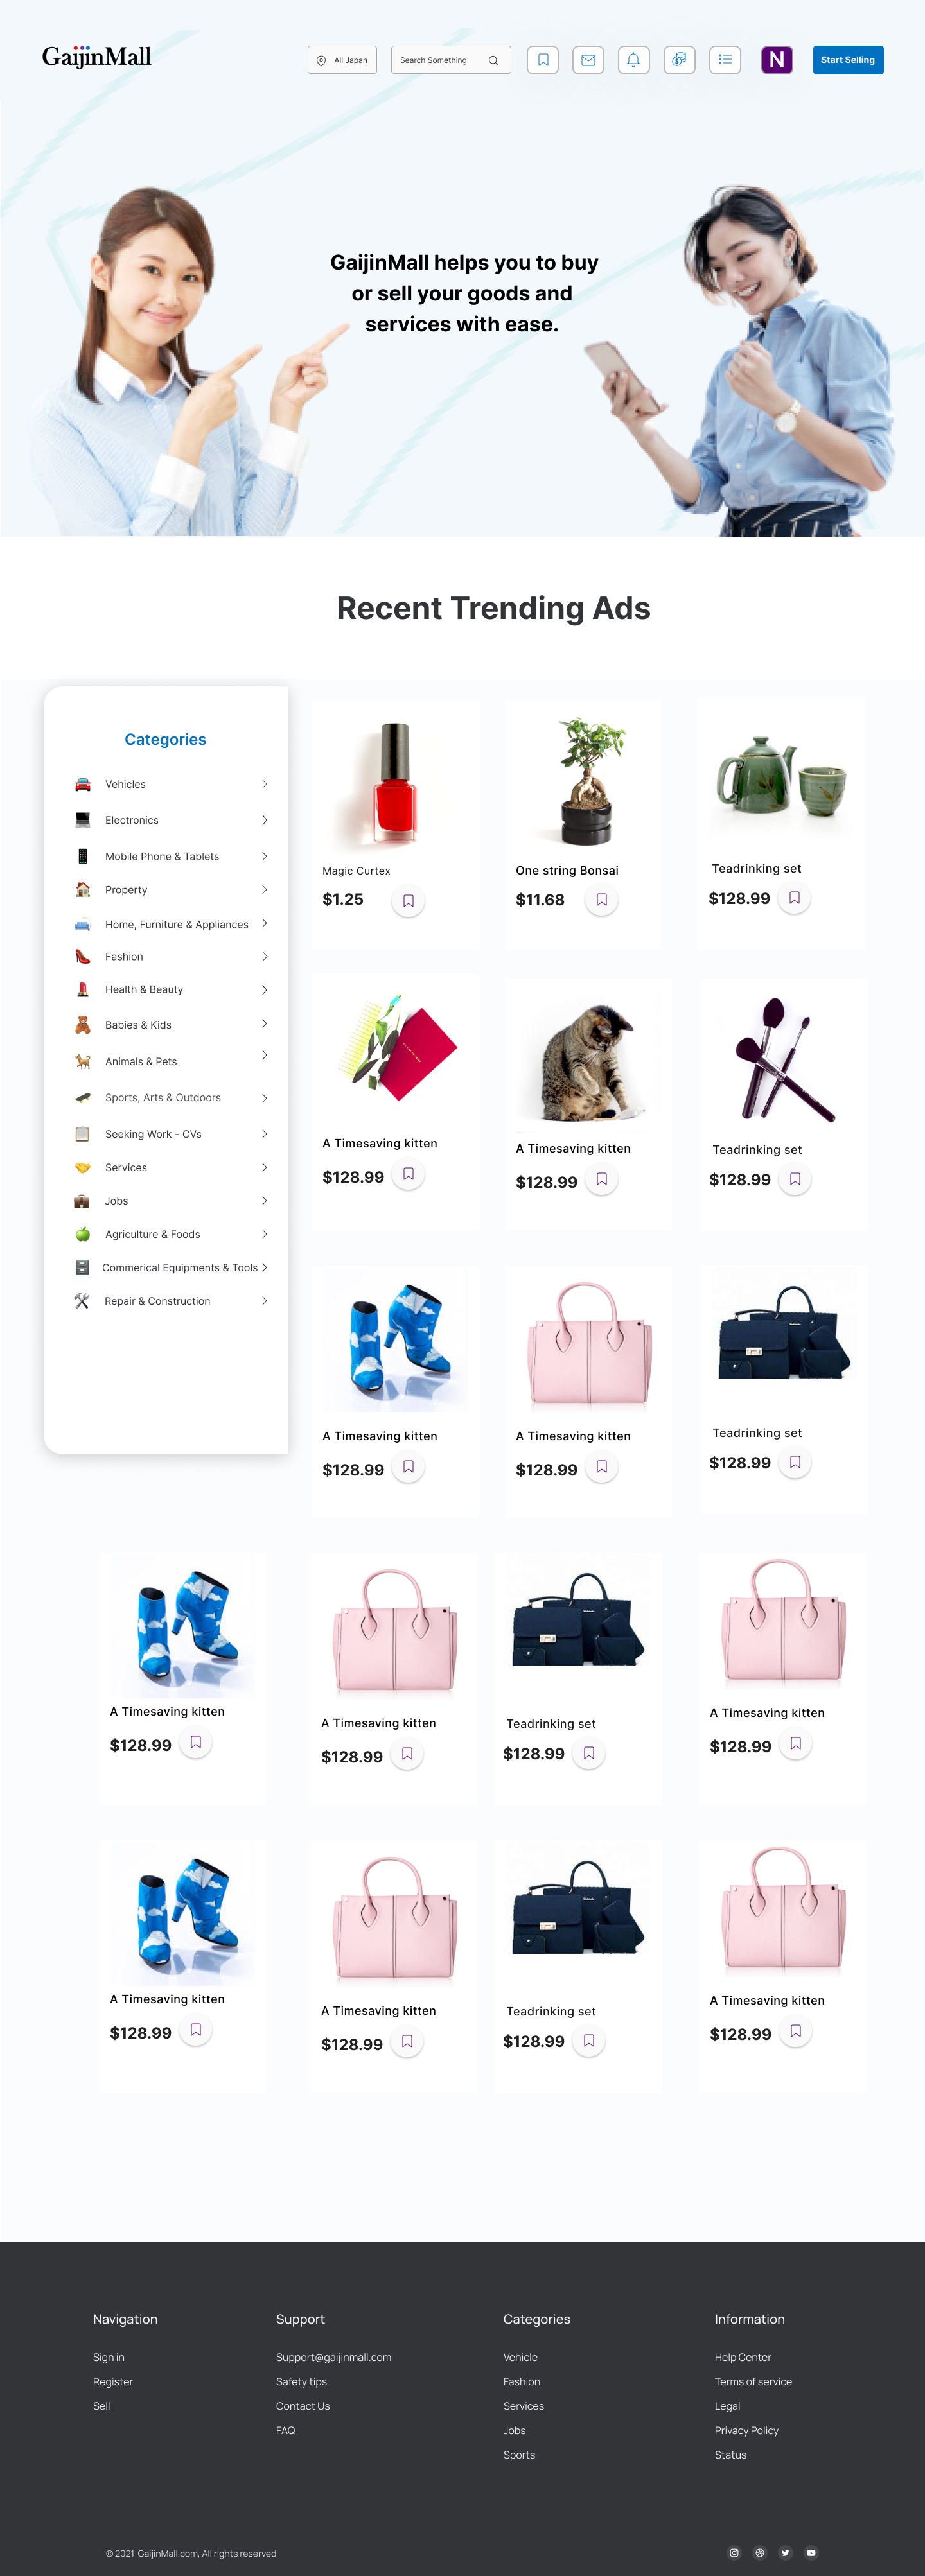 GaijinMall
All Japan
Search Something
N
Start Selling
GaijinMall helps you to buy
or sell your goods and
services with ease.
Recent Trending Ads
Categories
Vehicles
Electronics
Mobile Phone & Tablets
Property
Home, Furniture & Appliances
Fashion
Health & Beauty
Babies & Kids
Animals & Pets
Sports, Arts & Outdoors
Seeking Work - CVs
Services
Jobs
Agriculture & Foods
Commerical Equipments & Tools
Repair & Construction
Magic Curtex
$1.25
One string Bonsai
$11.68
Teadrinking set
$128.99
A Timesaving kitten
$128.99
A Timesaving kitten
$128.99
Teadrinking set
$128.99
A Timesaving kitten
$128.99
A Timesaving kitten
$128.99
Teadrinking set
$128.99
A Timesaving kitten
$128.99
A Timesaving kitten
$128.99
Teadrinking set
$128.99
A Timesaving kitten
$128.99
A Timesaving kitten
$128.99
A Timesaving kitten
$128.99
Teadrinking set
$128.99
A Timesaving kitten
$128.99
Navigation
Sign in
Register
Sell
Support
Support@gaijinmall.com
Safety tips
Contact Us
FAQ
Categories
Vehicle
Fashion
Services
Jobs
Sports
Information
Help Center
Terms of service
Legal
Privacy Policy
Status
© 2021 GaijinMall.com, All rights reserved